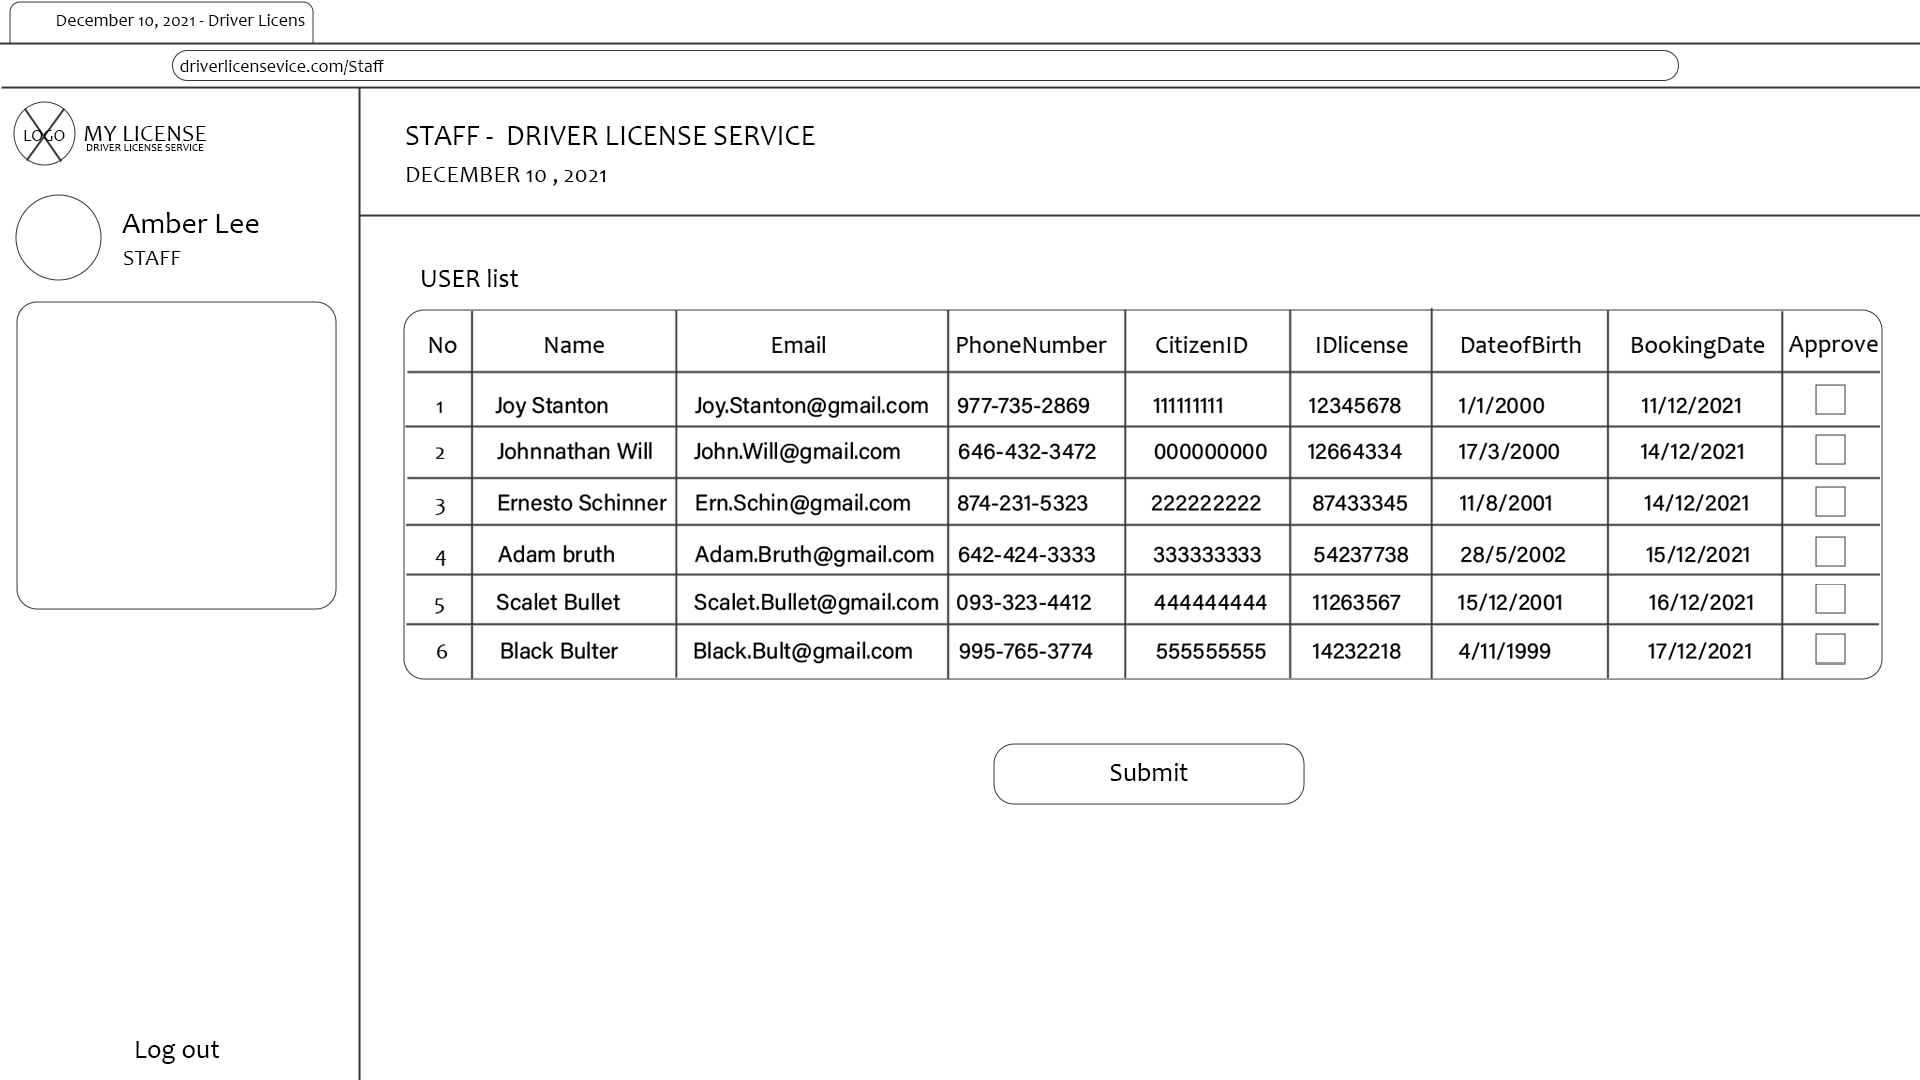 December 10, 2021 - Driver Licens
driverlicensevice.com/Staff
LOGO
MY LICENSE
DRIVER LICENSE SERVICE
Amber Lee
STAFF
STAFF - DRIVER LICENSE SERVICE
DECEMBER 10 , 2021
USER list
No Name Email PhoneNumber CitizenID IDlicense DateofBirth BookingDate Approve
1 Joy Stanton Joy.Stanton@gmail.com 977-735-2869 111111111 12345678 1/1/2000 11/12/2021
2 Johnnathan Will John.Will@gmail.com 646-432-3472 000000000 12664334 17/3/2000 14/12/2021
3 Ernesto Schinner Ern.Schin@gmail.com 874-231-5323 222222222 87433345 11/8/2001 14/12/2021
4 Adam bruth Adam.Bruth@gmail.com 642-424-3333 333333333 54237738 28/5/2002 15/12/2021
5 Scalet Bullet Scalet.Bullet@gmail.com 093-323-4412 444444444 11263567 15/12/2001 16/12/2021
6 Black Bulter Black.Bult@gmail.com 995-765-3774 555555555 14232218 4/11/1999 17/12/2021
Submit
Log out